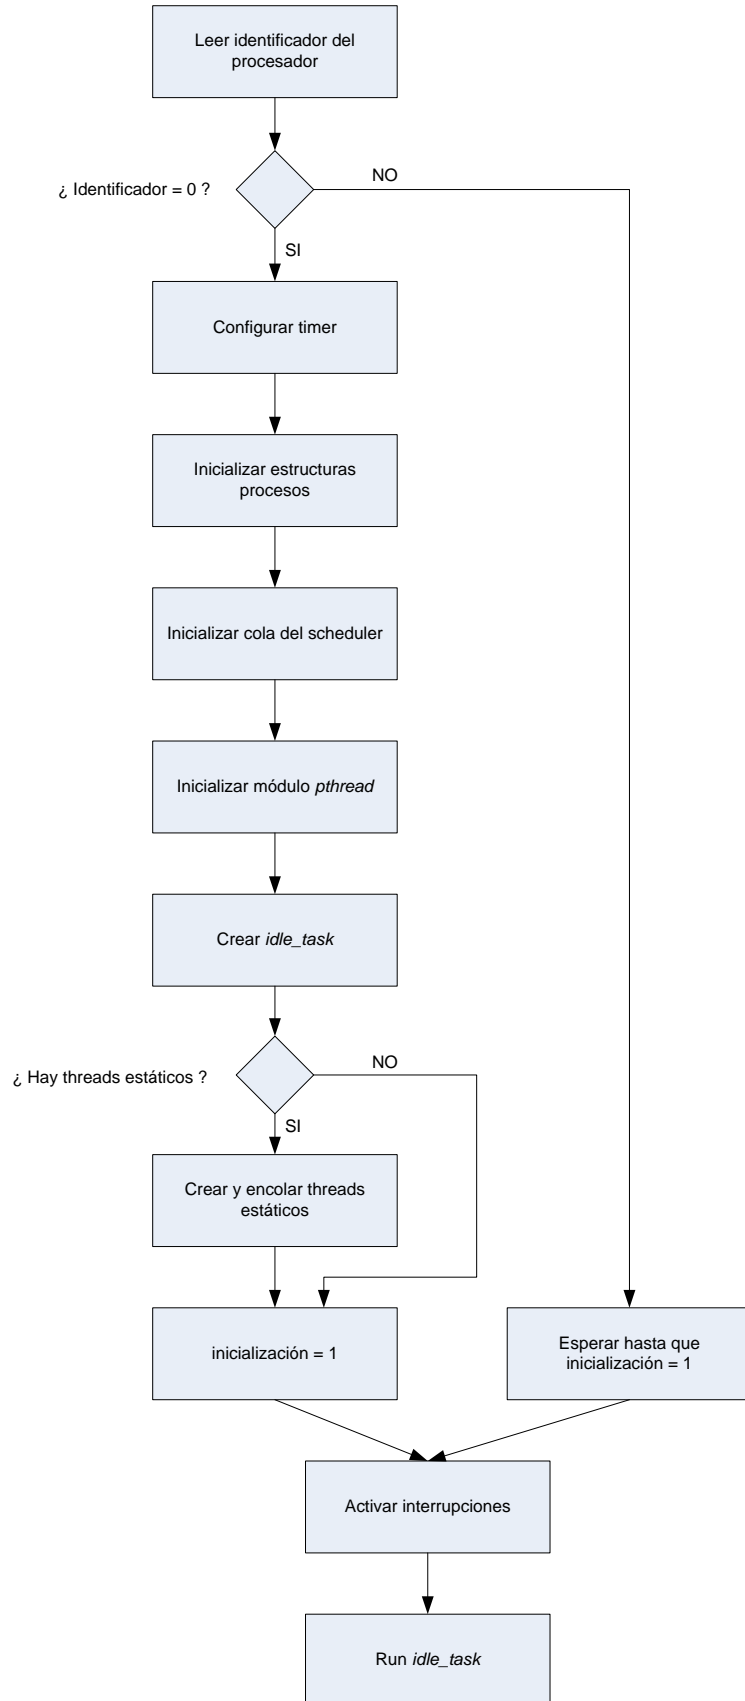 Leer identificador del
procesador
¿ Identificador = 0 ?
NO
SI
Configurar timer
Inicializar estructuras
procesos
Inicializar cola del scheduler
Inicializar módulo pthread
Crear idle_task
¿ Hay threads estáticos ?
NO
SI
Crear y encolar threads
estáticos
inicialización = 1
Esperar hasta que
inicialización = 1
Activar interrupciones
Run idle_task